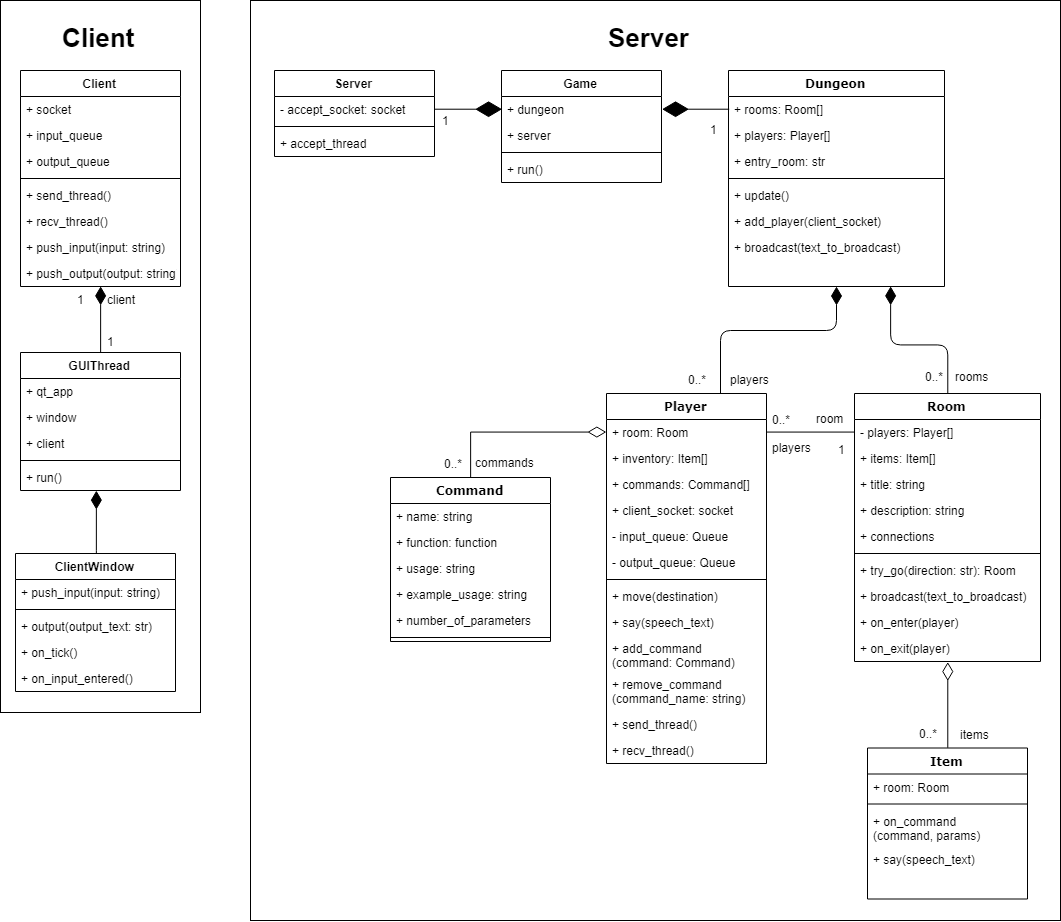 Client
Client
+ socket
+ input_queue
+ output_queue
+ send_thread()
+ recv_thread()
+ push_input(input: string)
+ push_output(output: string
1
client
1
GUIThread
+ qt_app
+ window
+ client
+ run()
ClientWindow
+ push_input(input: string)
+ output(output_text: str)
+ on_tick()
+ on_input_entered()
Server
Server
- accept_socket: socket
+ accept_thread
1
Game
+ dungeon
+ server
+ run()
1
Dungeon
+ rooms: Room[]
+ players: Player[]
+ entry_room: str
+ update()
+ add_player(client_socket)
+ broadcast(text_to_broadcast)
0..*
players
0..*
rooms
Player
+ room: Room
+ inventory: Item[]
+ commands: Command[]
+ client_socket: socket
- input_queue: Queue
- output_queue: Queue
+ move(destination)
+ say(speech_text)
+ add_command
(command: Command)
+ remove_command
(command_name: string)
+ send_thread()
+ recv_thread()
0..*
room
players
1
0..*
commands
Command
+ name: string
+ function: function
+ usage: string
+ example_usage: string
+ number_of_parameters
Room
- players: Player[]
+ items: Item[]
+ title: string
+ description: string
+ connections
+ try_go(direction: str): Room
+ broadcast(text_to_broadcast)
+ on_enter(player)
+ on_exit(player)
0..*
items
Item
+ room: Room
+ on_command
(command, params)
+ say(speech_text)